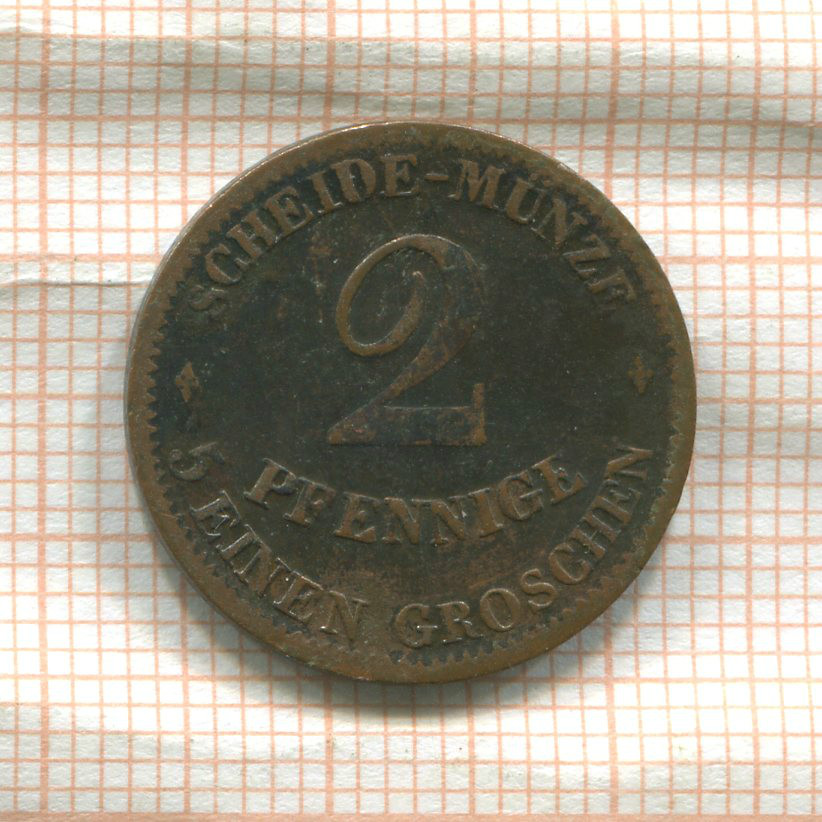 SCHEIDE-MÜNZE
2
PFENNIGE
5 EINEN GROSCHEN